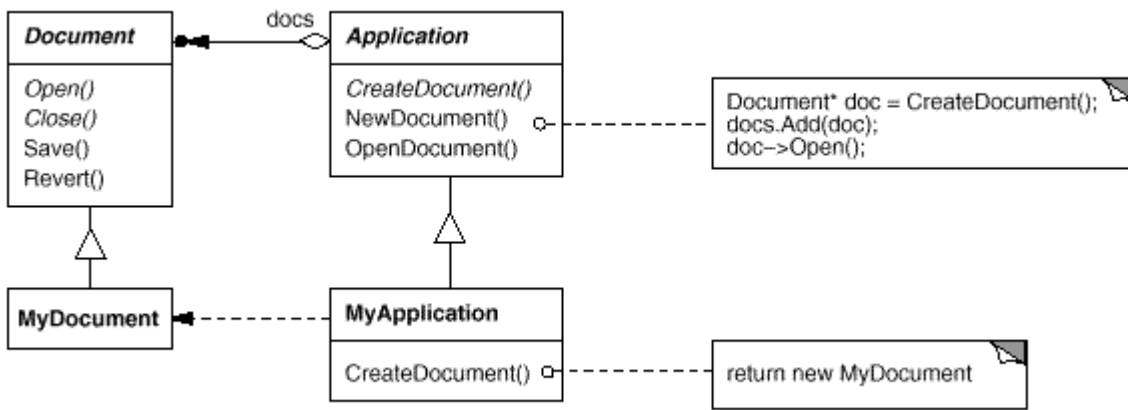 docs
Document
Open()
Close()
Save()
Revert()
Application
CreateDocument()
NewDocument()
OpenDocument()
Document* doc = CreateDocument();
docs.Add(doc);
doc->Open();
MyDocument
MyApplication
CreateDocument()
return new MyDocument